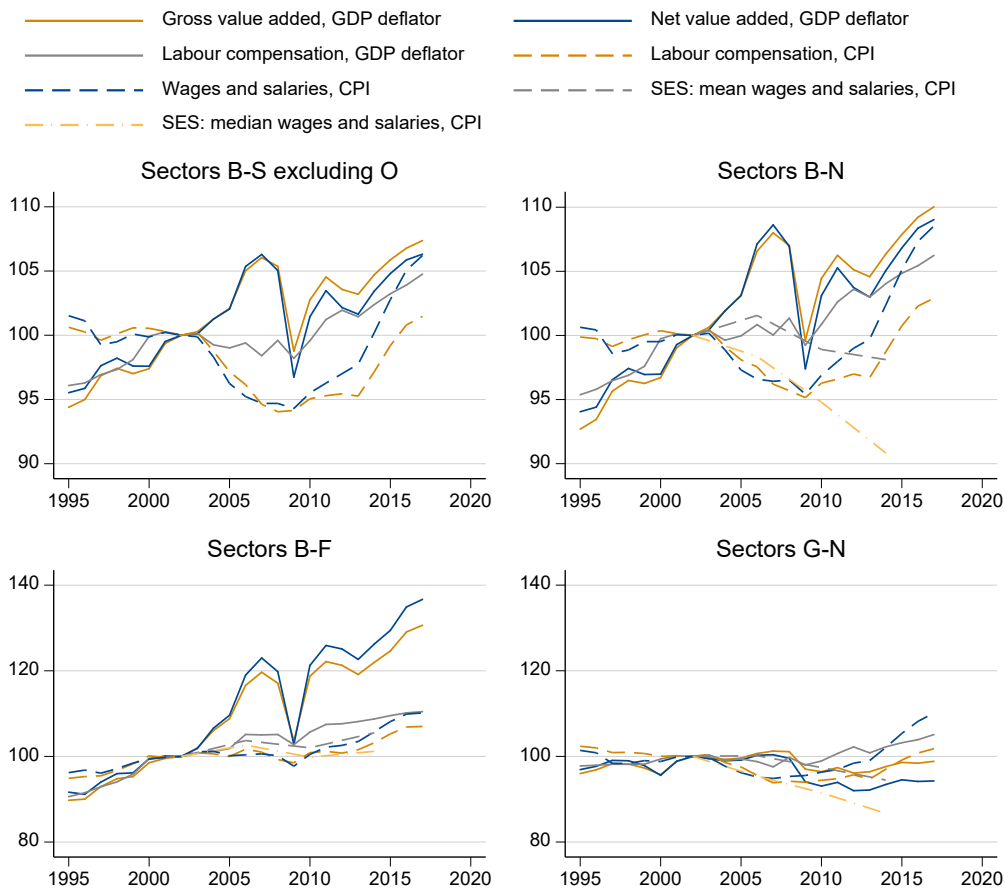 Gross value added, GDP deflator
Net value added, GDP deflator
Labour compensation, GDP deflator
Labour compensation, CPI
Wages and salaries, CPI
SES: mean wages and salaries, CPI
SES: median wages and salaries, CPI
Sectors B-S excluding O
110
105
100
95
90
1995 2000 2005 2010 2015 2020
Sectors B-N
110
105
100
95
90
1995 2000 2005 2010 2015 2020
Sectors B-F
140
120
100
80
1995 2000 2005 2010 2015 2020
Sectors G-N
140
120
100
80
1995 2000 2005 2010 2015 2020